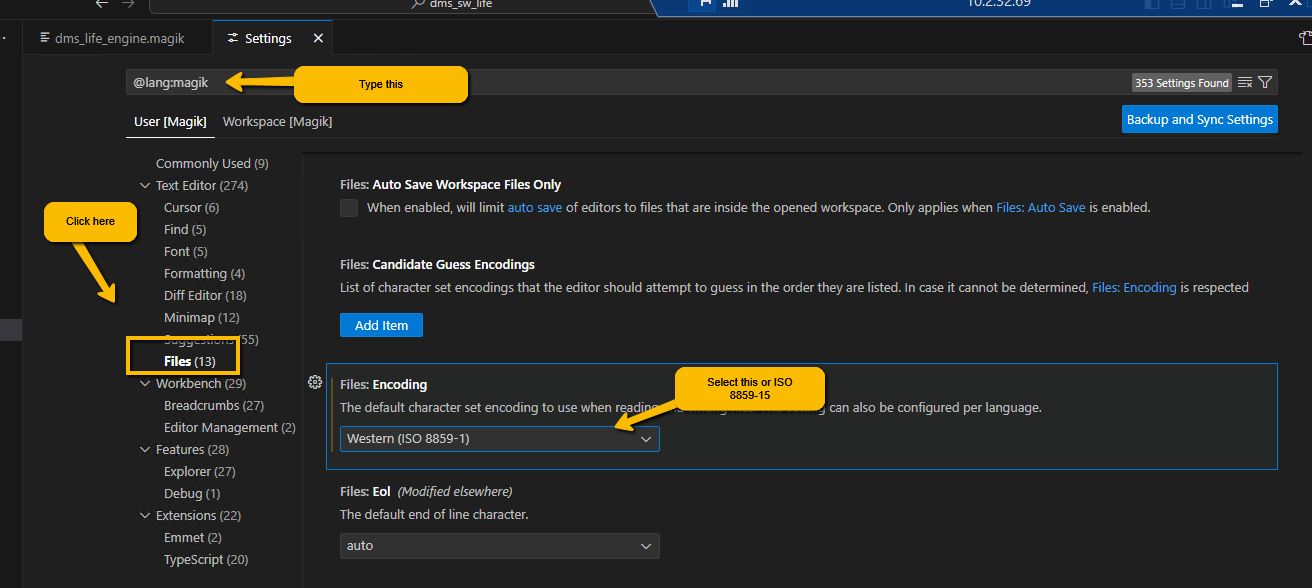 dms_sw_life
10.2.32.69
dms_life_engine.magik
Settings
@lang:magik
Type this
353 Settings Found
User [Magik]
Workspace [Magik]
Backup and Sync Settings
Commonly Used (9)
Text Editor (274)
Cursor (6)
Find (5)
Font (5)
Formatting (4)
Diff Editor (18)
Minimap (12)
Suggestions (55)
Files (13)
Workbench (29)
Breadcrumbs (27)
Editor Management (2)
Features (28)
Explorer (27)
Debug (1)
Extensions (22)
Emmet (2)
TypeScript (20)
Click here
Files: Auto Save Workspace Files Only
When enabled, will limit auto save of editors to files that are inside the opened workspace. Only applies when Files: Auto Save is enabled.
Files: Candidate Guess Encodings
List of character set encodings that the editor should attempt to guess in the order they are listed. In case it cannot be determined, Files: Encoding is respected
Add Item
Files: Encoding
Select this or ISO
8859-15
The default character set encoding to use when reading can also be configured per language.
Western (ISO 8859-1)
Files: Eol (Modified elsewhere)
The default end of line character.
auto